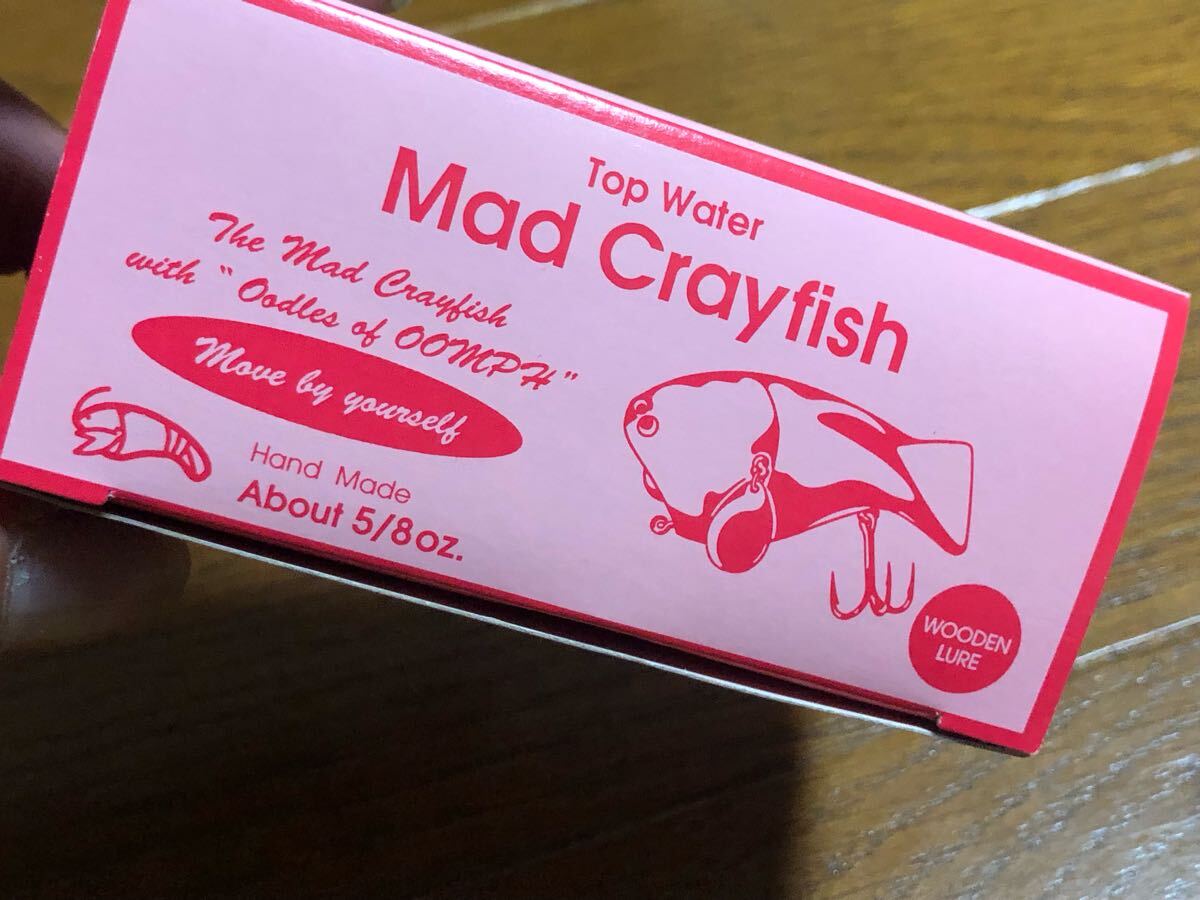 Top Water
Mad Crayfish
The Mad Crayfish
with “Oodles of OOMPH”
Move by yourself
Hand Made
About 5/8oz.
WOODEN
LURE